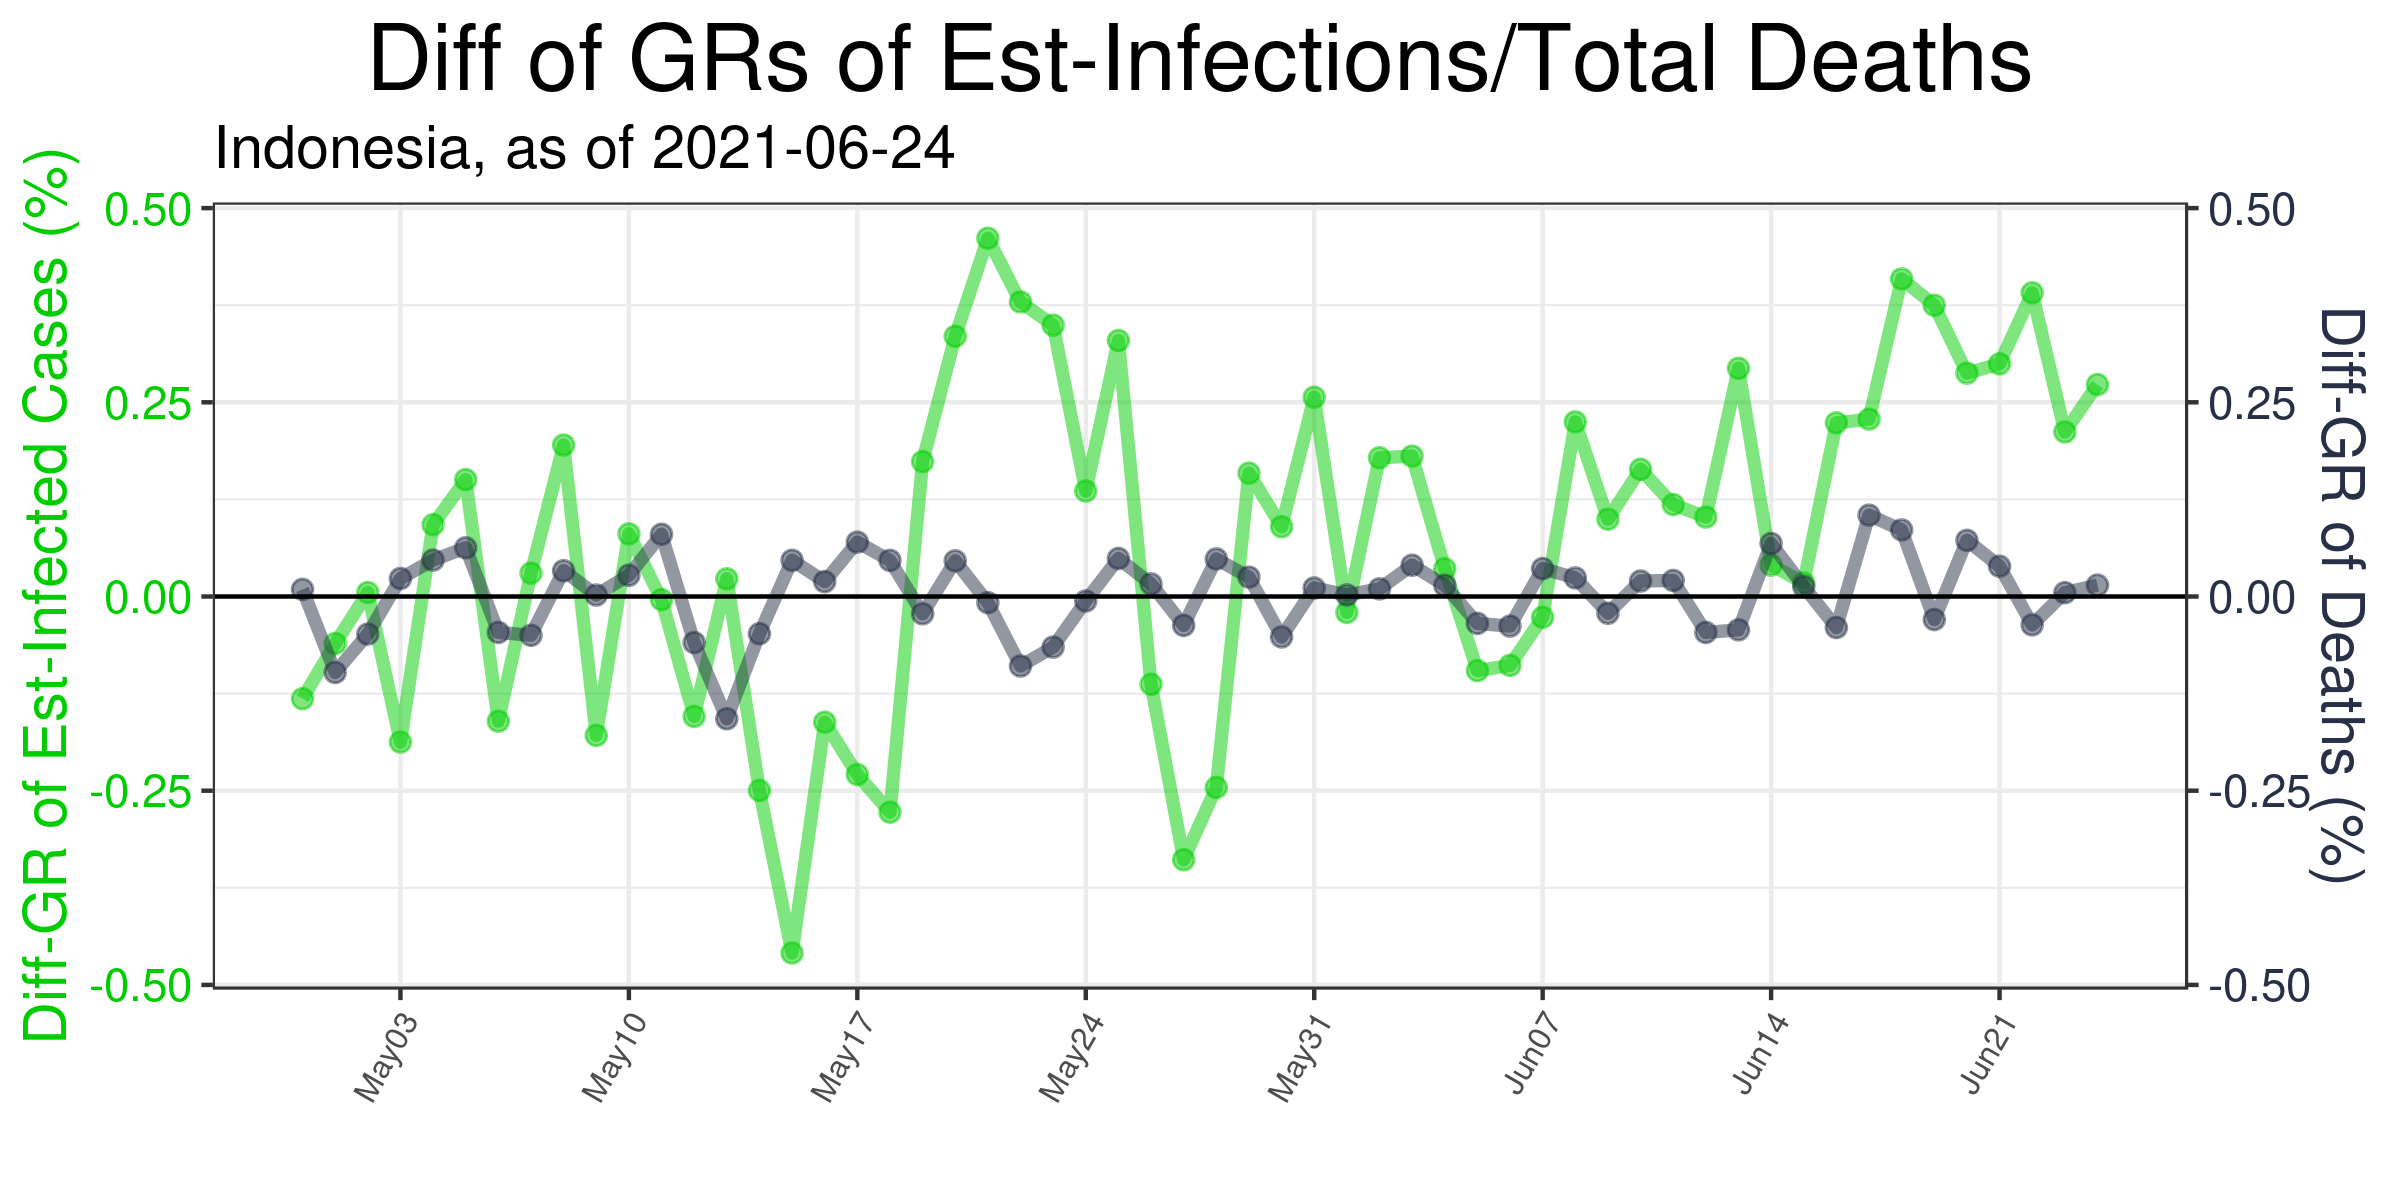 Diff of GRs of Est-Infections/Total Deaths
Indonesia, as of 2021-06-24
Diff-GR of Est-Infected Cases (%)
0.50
0.25
0.00
-0.25
-0.50
0.50
0.25
0.00
-0.25
-0.50
Diff-GR of Deaths (%)
May03
May10
May17
May24
May31
Jun07
Jun14
Jun21